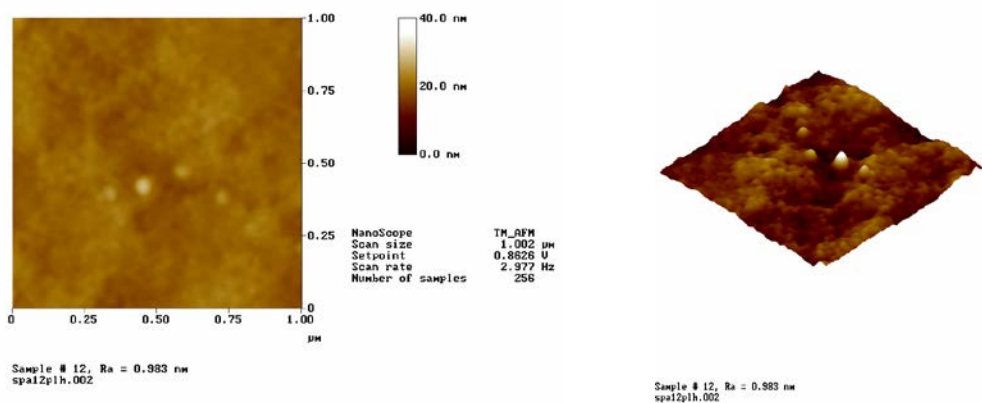 1.00
0.75
0.50
0.25
0
0 0.25 0.50 0.75 1.00
µm
40.0 nm
20.0 nm
0.0 nm
NanoScope TM_AFM
Scan size 1.002 µm
Setpoint 0.8626 V
Scan rate 2.977 Hz
Number of samples 256
Sample # 12, Ra = 0.983 nm
spa12plh.002
Sample # 12, Ra = 0.983 nm
spa12plh.002